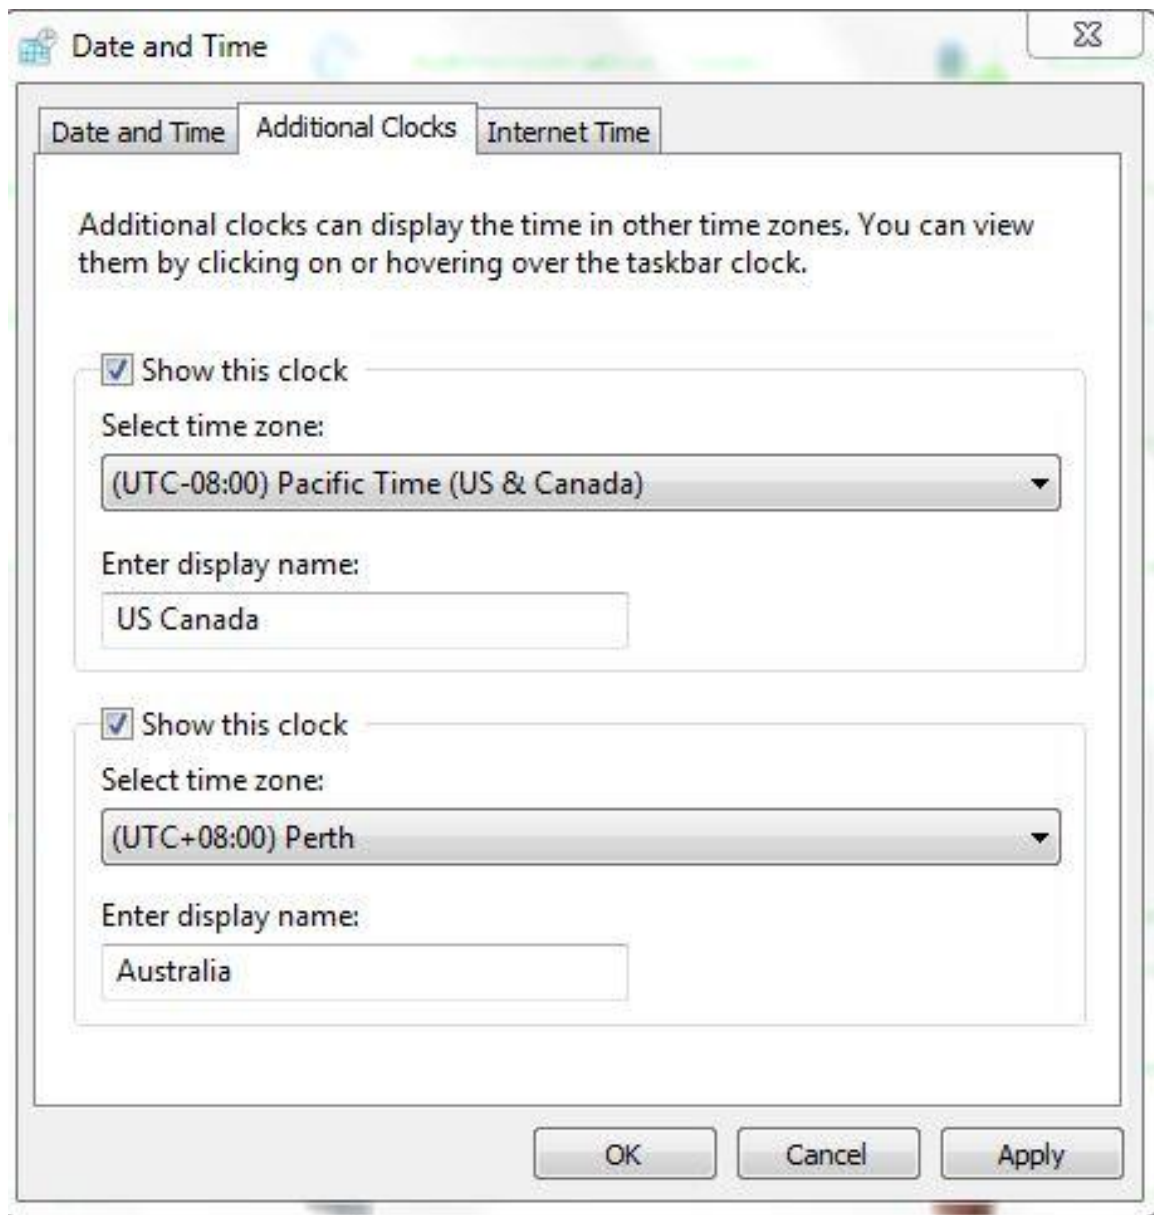 Date and Time
Date and Time
Additional Clocks
Internet Time
Additional clocks can display the time in other time zones. You can view
them by clicking on or hovering over the taskbar clock.
Show this clock
Select time zone:
(UTC-08:00) Pacific Time (US & Canada)
Enter display name:
US Canada
Show this clock
Select time zone:
(UTC+08:00) Perth
Enter display name:
Australia
OK
Cancel
Apply